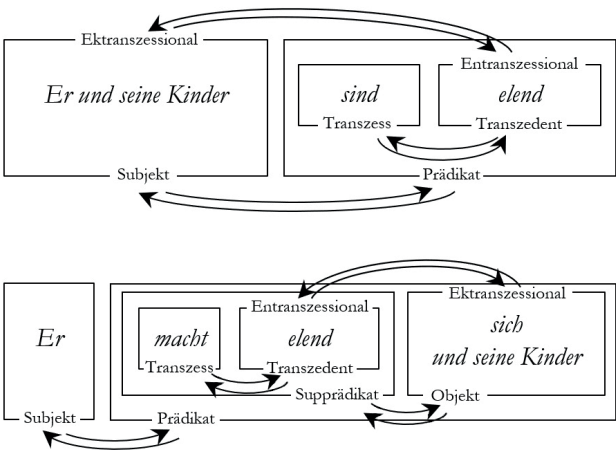 Ektranszessional
Entranszessional
Er und seine Kinder sind elend
Transzess Transzedent
Subjekt Prädikat
Entranszessional Ektranszessional
Er macht elend sich
und seine Kinder
Transzess Transzedent
Supprädikat Objekt
Subjekt Prädikat